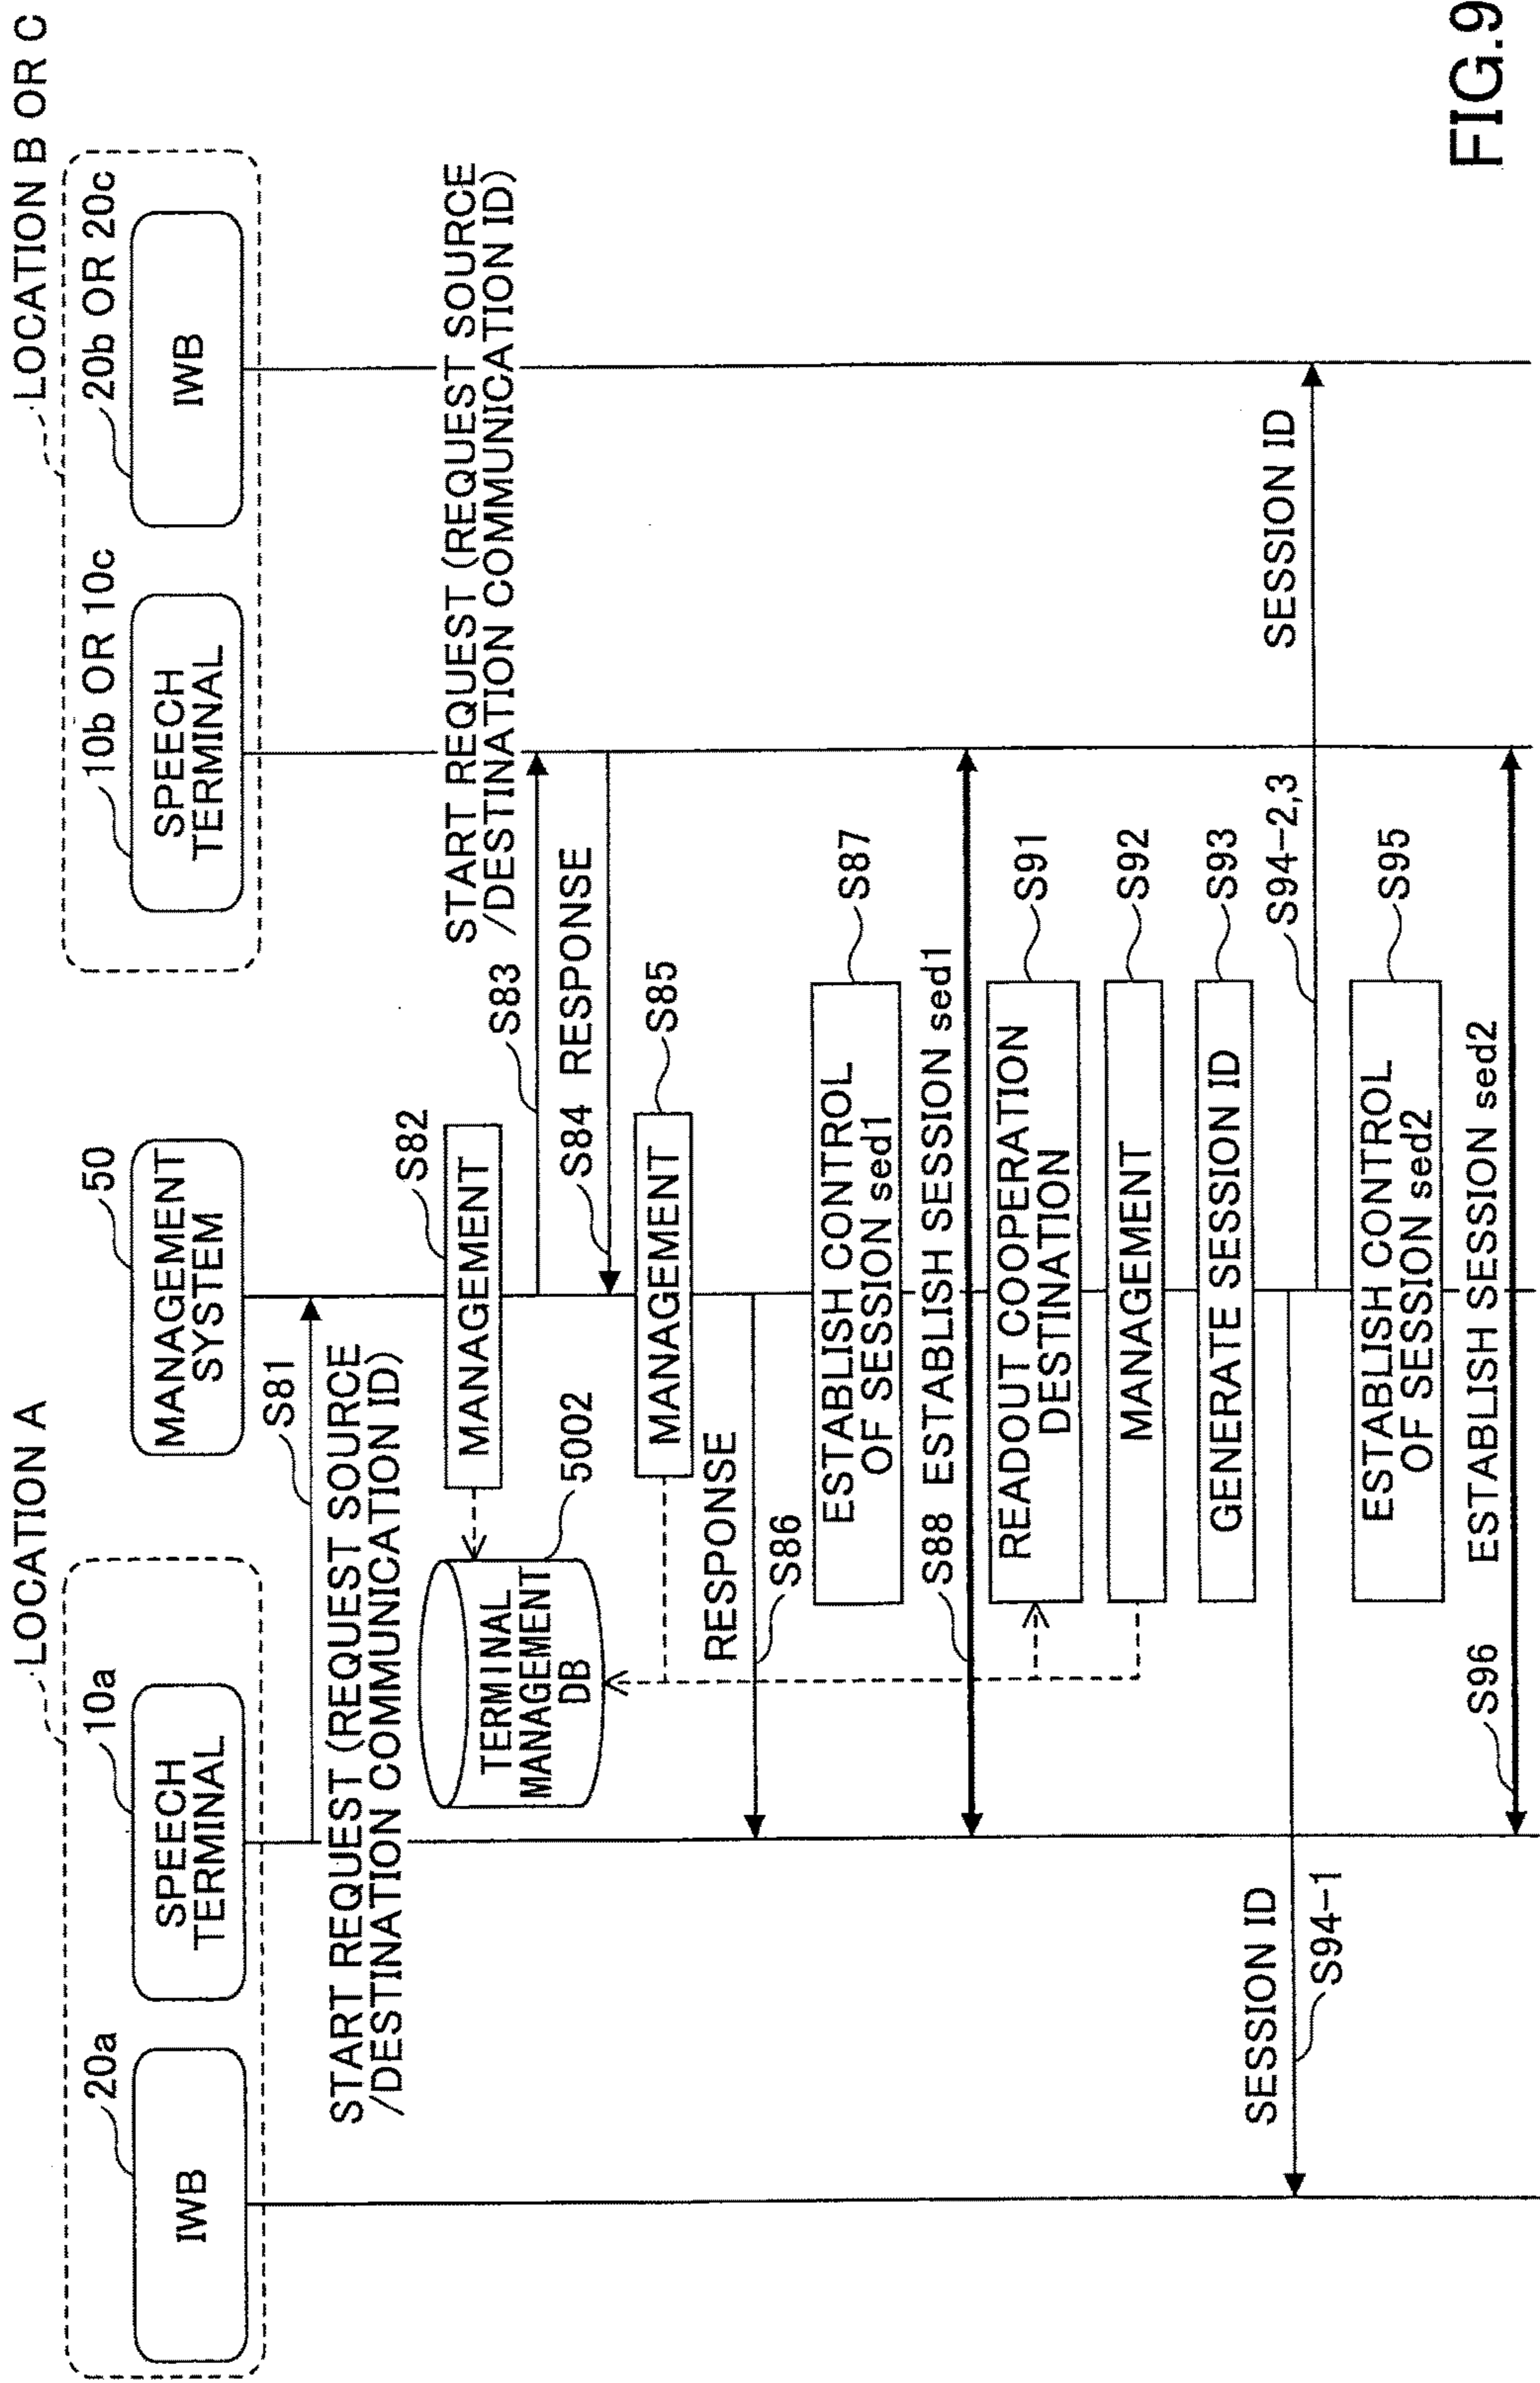 LOCATION A
LOCATION B OR C
20a
10a
50
10b OR 10c
20b OR 20c
IWB
SPEECH
TERMINAL
MANAGEMENT
SYSTEM
SPEECH
TERMINAL
IWB
S81
START REQUEST (REQUEST SOURCE
/DESTINATION COMMUNICATION ID)
S82
MANAGEMENT
START REQUEST (REQUEST SOURCE
/DESTINATION COMMUNICATION ID)
S83
5002
TERMINAL
MANAGEMENT
DB
S84 RESPONSE
S85
MANAGEMENT
RESPONSE
S86
S87
ESTABLISH CONTROL
OF SESSION sed1
S88 ESTABLISH SESSION sed1
S91
READOUT COOPERATION
DESTINATION
S92
MANAGEMENT
S93
GENERATE SESSION ID
SESSION ID
S94-1
S94-2,3
SESSION ID
S95
ESTABLISH CONTROL
OF SESSION sed2
S96
ESTABLISH SESSION sed2
FIG.9